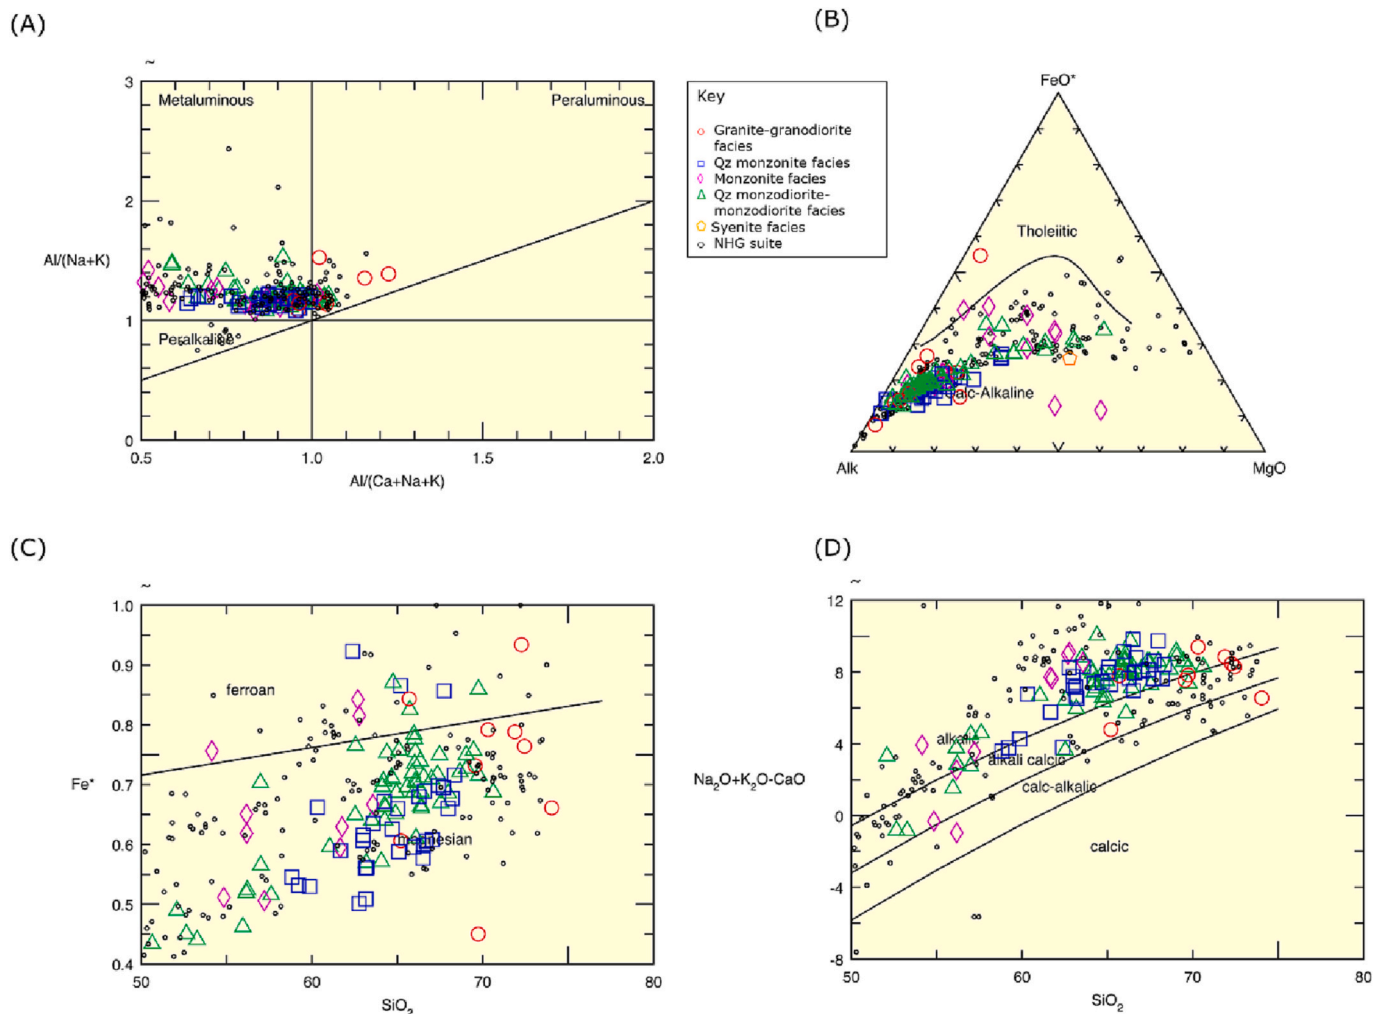 (A)
~
3
2
1
0
Al/(Na+K)
Metaluminous
Peraluminous
Peralkaline
0.5
1.0
1.5
2.0
Al/(Ca+Na+K)
Key
Granite-granodiorite
facies
Qz monzonite facies
Monzonite facies
Qz monzodiorite-
monzodiorite facies
Syenite facies
NHG suite
(B)
FeO*
Tholeiitic
Calc-Alkaline
Alk
MgO
(C)
~
1.0
0.9
0.8
0.7
0.6
0.5
0.4
Fe*
ferroan
magnesian
50
60
70
80
SiO₂
(D)
~
12
8
4
0
-4
-8
Na₂O+K₂O-CaO
alkalic
alkali calcic
calc-alkalic
calcic
50
60
70
80
SiO₂